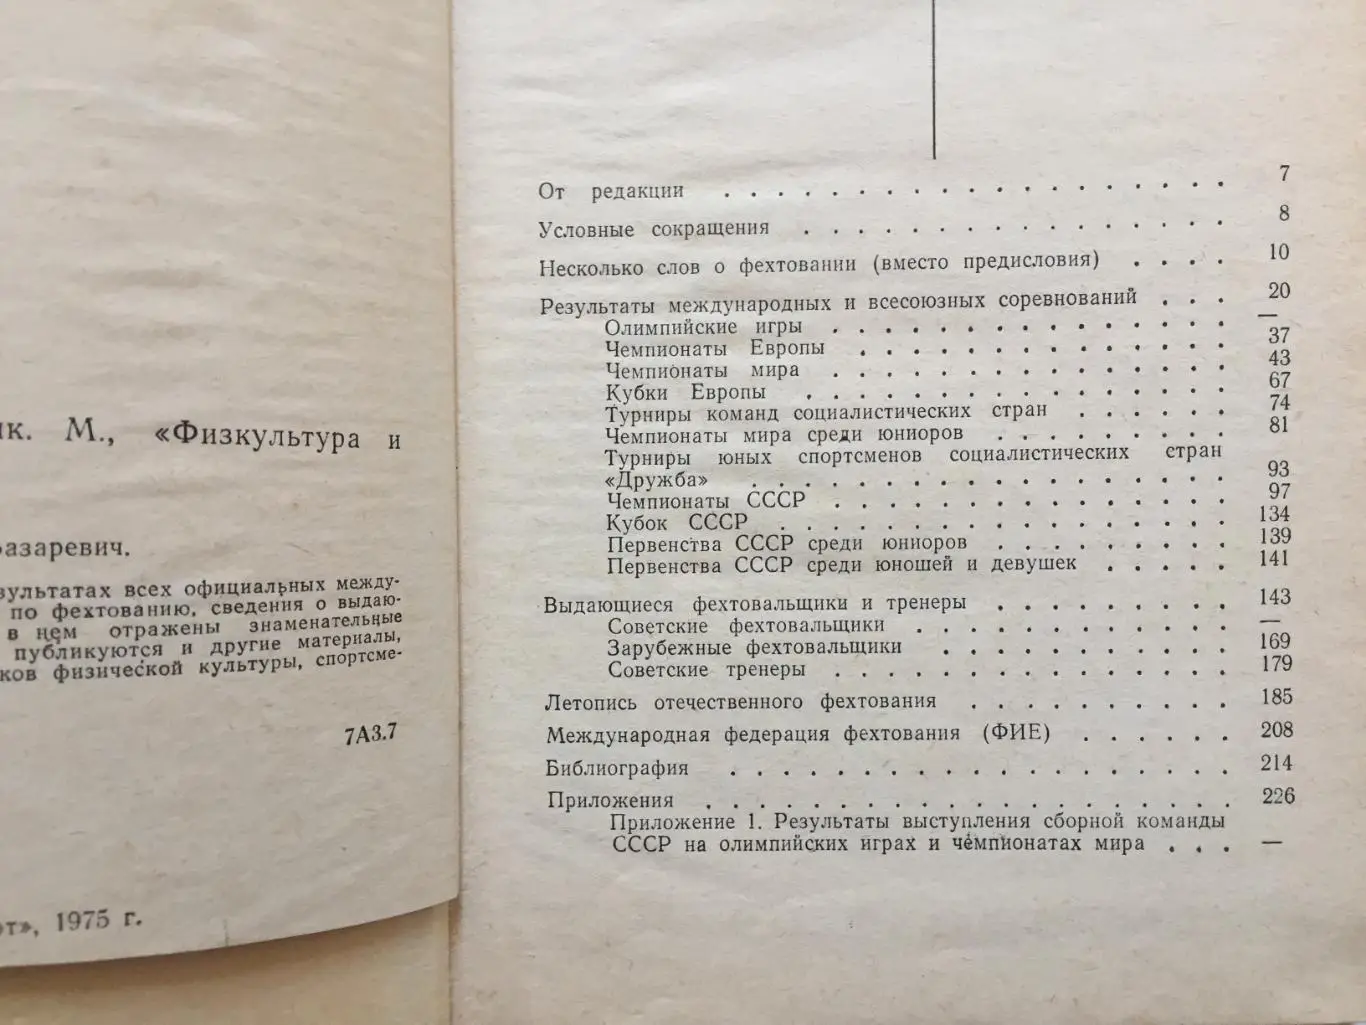 М., «Физкультура и
азаревич.
всех официальных между-
по фехтованию, сведения о выдаю-
в нем отражены знаменательные
публикуются и другие материалы,
физической культуры, спортсме-
7А3.7
1975 г.
От редакции . . . . . . . . . . . . . . . . . . . 7
Условные сокращения . . . . . . . . . . . . . . . . 8
Несколько слов о фехтовании (вместо предисловия) . . . . 10
Результаты международных и всесоюзных соревнований . . . 20
Олимпийские игры . . . . . . . . . . . . . . . —
Чемпионаты Европы . . . . . . . . . . . . . . 37
Чемпионаты мира . . . . . . . . . . . . . . . 43
Кубки Европы . . . . . . . . . . . . . . . . 67
Турниры команд социалистических стран . . . . . . 74
Чемпионаты мира среди юниоров . . . . . . . . . 81
Турниры юных спортсменов социалистических стран
«Дружба» . . . . . . . . . . . . . . . . . . 93
Чемпионаты СССР . . . . . . . . . . . . . . . 97
Кубок СССР . . . . . . . . . . . . . . . . . 134
Первенства СССР среди юниоров . . . . . . . . . 139
Первенства СССР среди юношей и девушек . . . . . 141
Выдающиеся фехтовальщики и тренеры . . . . . . . . . 143
Советские фехтовальщики . . . . . . . . . . . . —
Зарубежные фехтовальщики . . . . . . . . . . . 169
Советские тренеры . . . . . . . . . . . . . . . 179
Летопись отечественного фехтования . . . . . . . . . . 185
Международная федерация фехтования (ФИЕ) . . . . . . 208
Библиография . . . . . . . . . . . . . . . . . . . 214
Приложения . . . . . . . . . . . . . . . . . . . . 226
Приложение 1. Результаты выступления сборной команды
СССР на олимпийских играх и чемпионатах мира . . . —